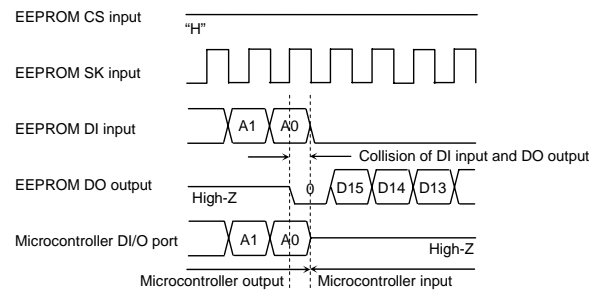 EEPROM CS input
“H”
EEPROM SK input
EEPROM DI input
A1 A0
Collision of DI input and DO output
EEPROM DO output
High-Z
0 D15 D14 D13
Microcontroller DI/O port
A1 A0
High-Z
Microcontroller output Microcontroller input